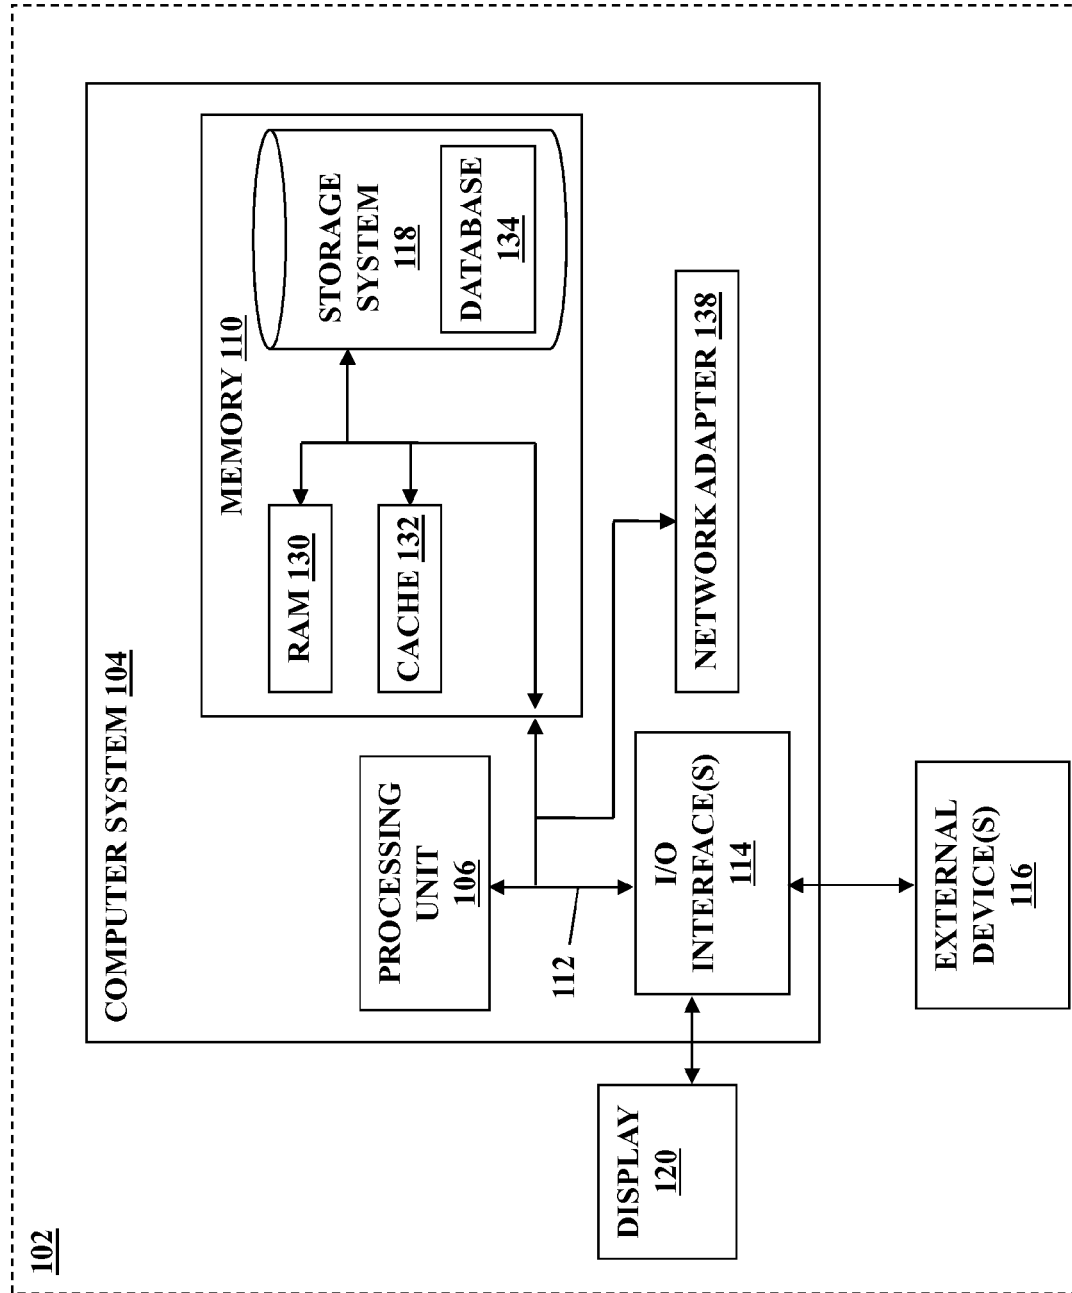 102
COMPUTER SYSTEM 104
MEMORY 110
RAM 130
CACHE 132
STORAGE
SYSTEM
118
DATABASE
134
PROCESSING
UNIT
106
112
I/O
INTERFACE(S)
114
NETWORK ADAPTER 138
DISPLAY
120
EXTERNAL
DEVICE(S)
116